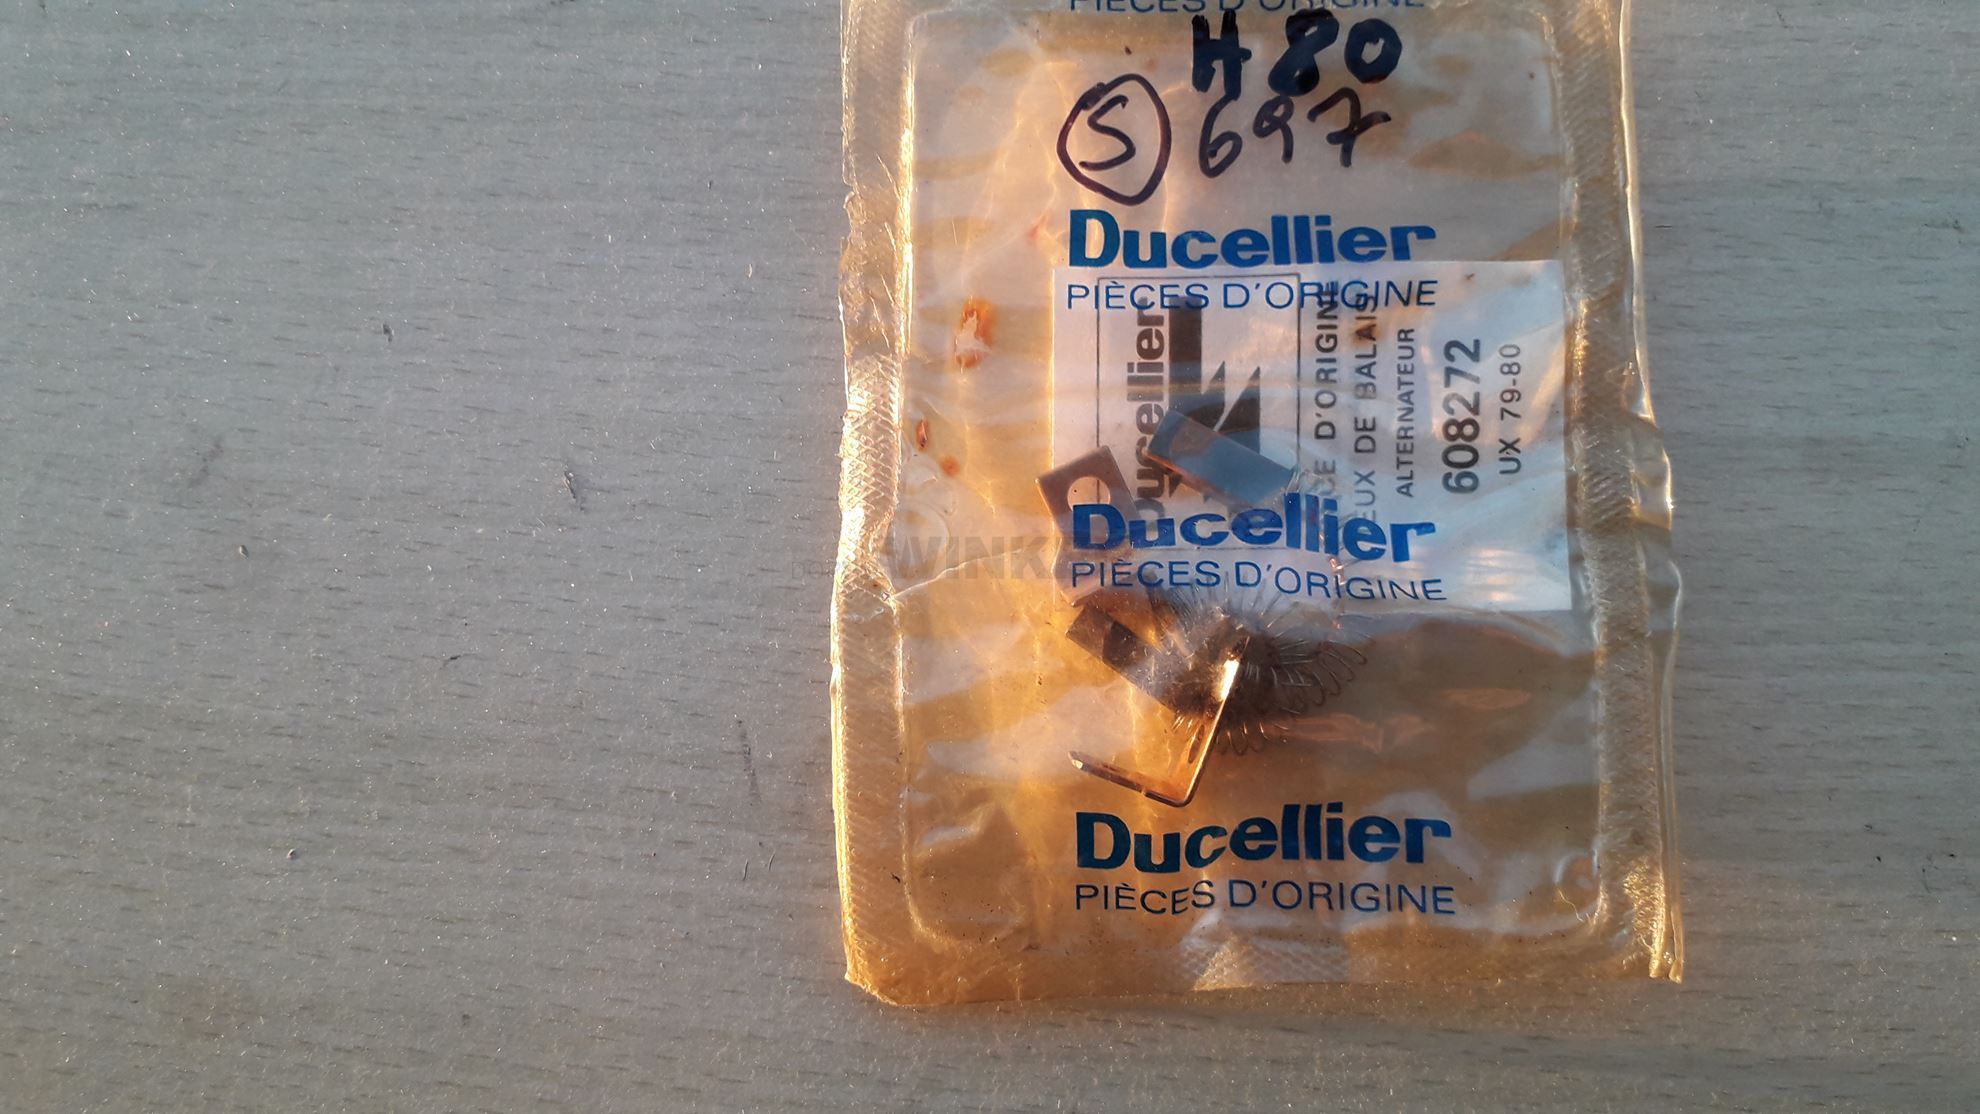 PIÈCES D'ORIGINE
H80
S 697
Ducellier
PIÈCES D'ORIGINE
Ducellier
D'ORIGINE
DE BALAIS
ALTERNATEUR
608272
UX 79-80
Ducellier
PIÈCES D'ORIGINE
Ducellier
PIÈCES D'ORIGINE